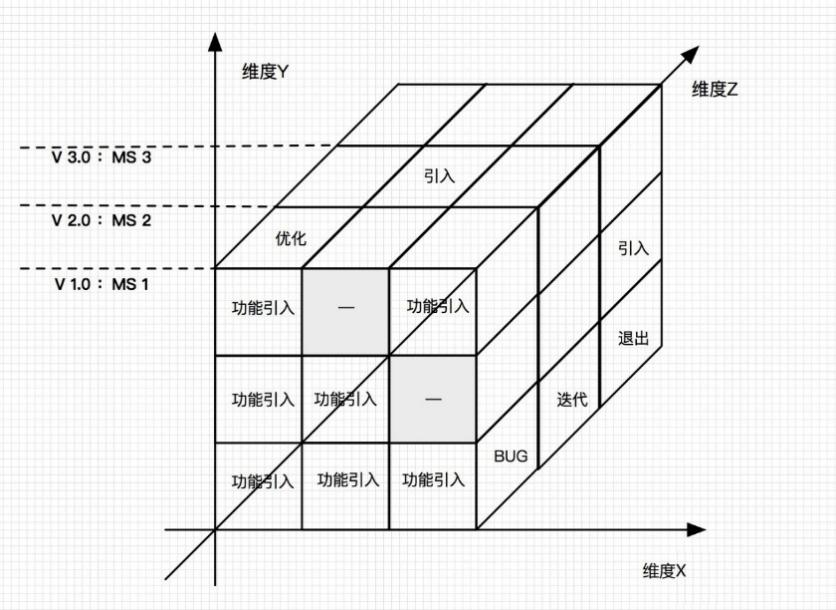 维度Y
维度Z
V 3.0：MS 3
引入
V 2.0：MS 2
优化
引入
V 1.0：MS 1
功能引入
—
功能引入
退出
功能引入
功能引入
—
迭代
BUG
功能引入
功能引入
功能引入
维度X